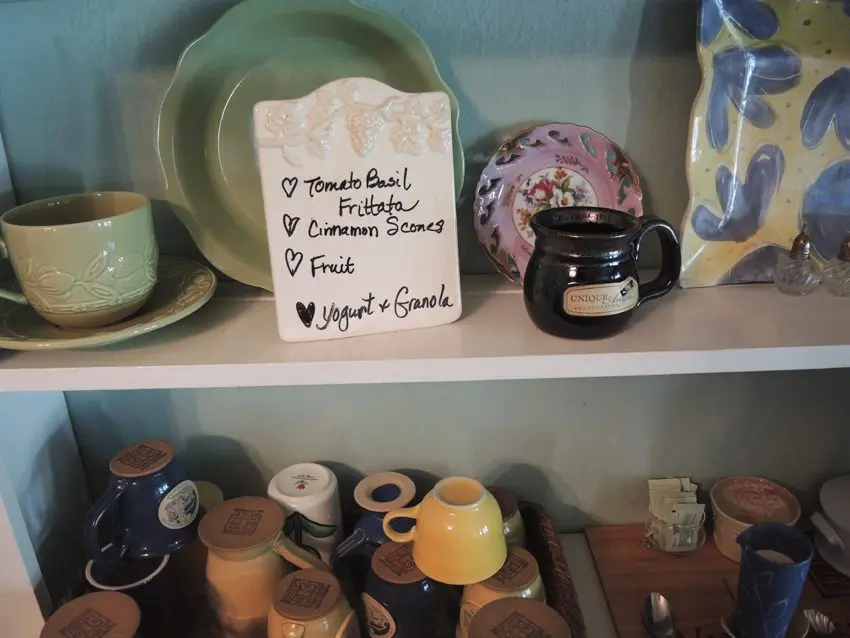 ♡ Tomato Basil
Frittata
♡ Cinnamon Scones
♡ Fruit
♥ Yogurt + Granola
UNIQUE